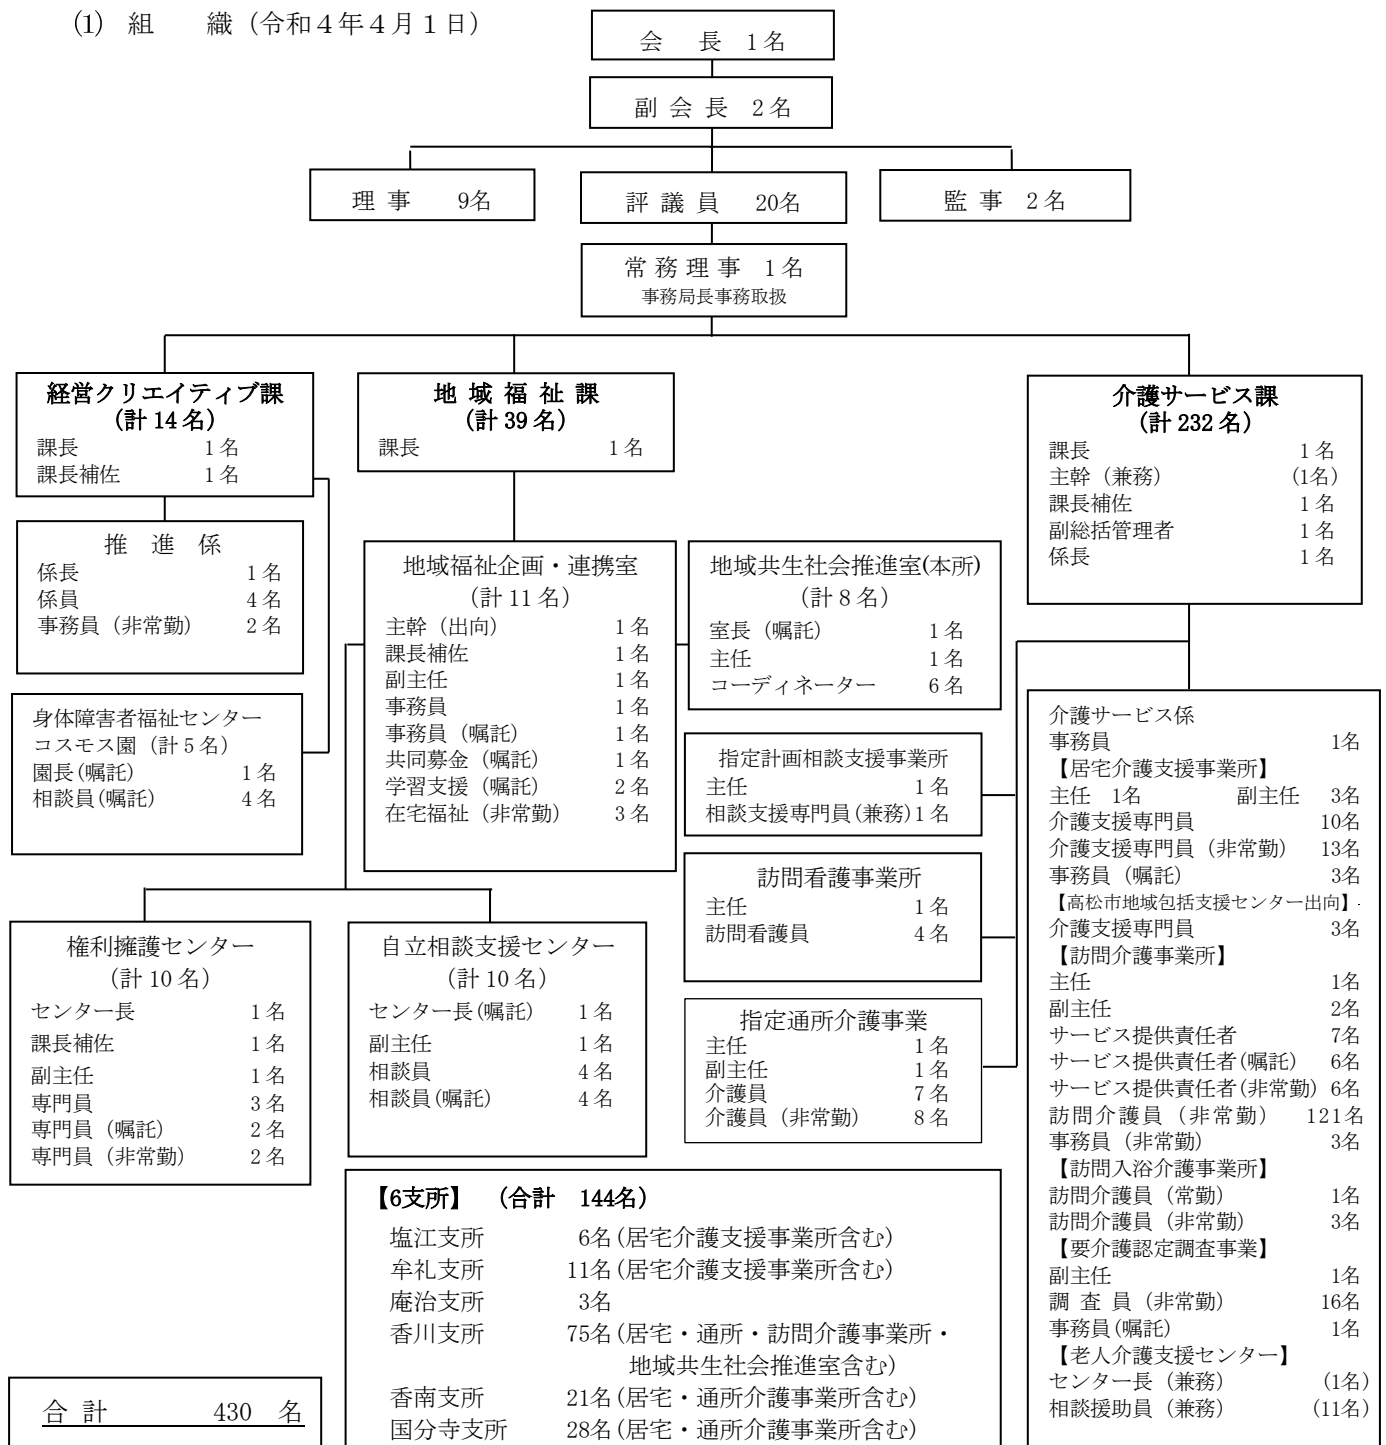 (1) 組　　織（令和４年４月１日）
会　長　1名
副 会 長　2名
理 事　9名
評 議 員　20名
監 事　2名
常 務 理 事　1名
事務局長事務取扱
経営クリエイティブ課
（計14名）
課長　1名
課長補佐　1名
推　進　係
係長　1名
係員　4名
事務員（非常勤）　2名
身体障害者福祉センター
コスモス園（計5名）
園長(嘱託)　1名
相談員(嘱託)　4名
地 域 福 祉 課
（計39名）
課長　1名
地域福祉企画・連携室
（計11名）
主幹（出向）　1名
課長補佐　1名
副主任　1名
事務員　1名
事務員（嘱託）　1名
共同募金（嘱託）　1名
学習支援（嘱託）　2名
在宅福祉（非常勤）　3名
地域共生社会推進室(本所)
（計8名）
室長（嘱託）　1名
主任　1名
コーディネーター　6名
権利擁護センター
（計10名）
センター長　1名
課長補佐　1名
副主任　1名
専門員　3名
専門員（嘱託）　2名
専門員（非常勤）　2名
自立相談支援センター
（計10名）
センター長(嘱託)　1名
副主任　1名
相談員　4名
相談員(嘱託)　4名
介護サービス課
（計232名）
課長　1名
主幹（兼務）　(1名)
課長補佐　1名
副総括管理者　1名
係長　1名
指定計画相談支援事業所
主任　1名
相談支援専門員(兼務)1名
訪問看護事業所
主任　1名
訪問看護員　4名
指定通所介護事業
主任　1名
副主任　1名
介護員　7名
介護員（非常勤）　8名
介護サービス係
事務員　1名
【居宅介護支援事業所】
主任　1名　副主任　3名
介護支援専門員　10名
介護支援専門員（非常勤）　13名
事務員（嘱託）　3名
【高松市地域包括支援センター出向】
介護支援専門員　3名
【訪問介護事業所】
主任　1名
副主任　2名
サービス提供責任者　7名
サービス提供責任者(嘱託)　6名
サービス提供責任者(非常勤)　6名
訪問介護員（非常勤）　121名
事務員（非常勤）　3名
【訪問入浴介護事業所】
訪問介護員（常勤）　1名
訪問介護員（非常勤）　3名
【要介護認定調査事業】
副主任　1名
調 査 員（非常勤）　16名
事務員(嘱託)　1名
【老人介護支援センター】
センター長（兼務）　(1名)
相談援助員（兼務）　(11名)
【6支所】　（合計　144名）
塩江支所　6名(居宅介護支援事業所含む)
牟礼支所　11名(居宅介護支援事業所含む)
庵治支所　3名
香川支所　75名(居宅・通所・訪問介護事業所・
地域共生社会推進室含む)
香南支所　21名(居宅・通所介護事業所含む)
国分寺支所　28名(居宅・通所介護事業所含む)
合 計　430　名